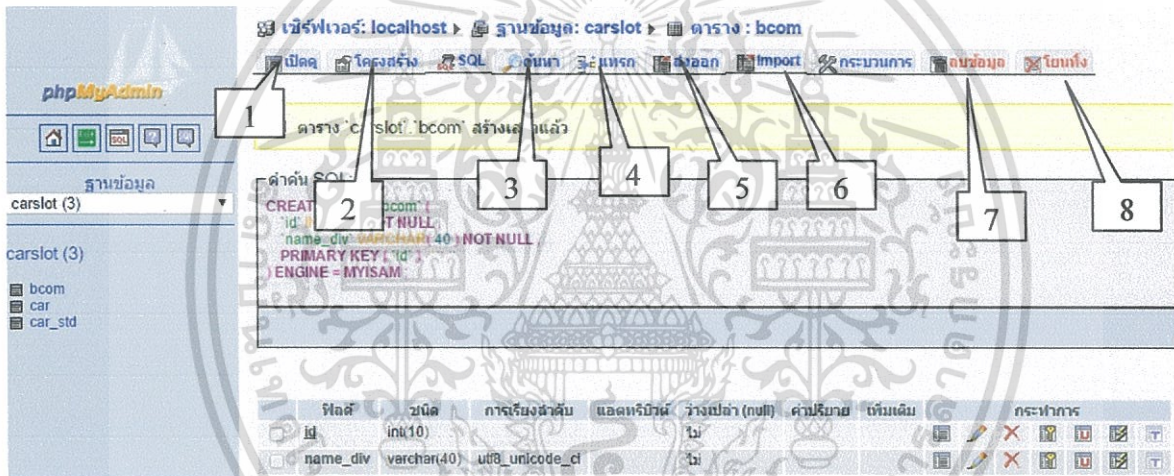 เซิร์ฟเวอร์: localhost ▸ ฐานข้อมูล: carslot ▸ ตาราง : bcom
เปิดดู โครงสร้าง SQL ค้นหา แทรก ส่งออก Import กระบวนการ ลบข้อมูล โยนทิ้ง
phpMyAdmin
1
ตาราง `carslot`.`bcom` สร้างเสร็จแล้ว
ฐานข้อมูล
carslot (3)
carslot (3)
bcom
car
car_std
คำค้น SQL:
2 3 4 5 6 7 8
`id` NOT NULL ,
`name_div` VARCHAR( 40 ) NOT NULL ,
PRIMARY KEY ( `id` )
) ENGINE = MYISAM
ฟิลด์ ชนิด การเรียงลำดับ แอตทริบิวต์ ว่างเปล่า (null) ค่าปริยาย เพิ่มเติม กระทำการ
id int(10) ไม่
name_div varchar(40) utf8_unicode_ci ไม่